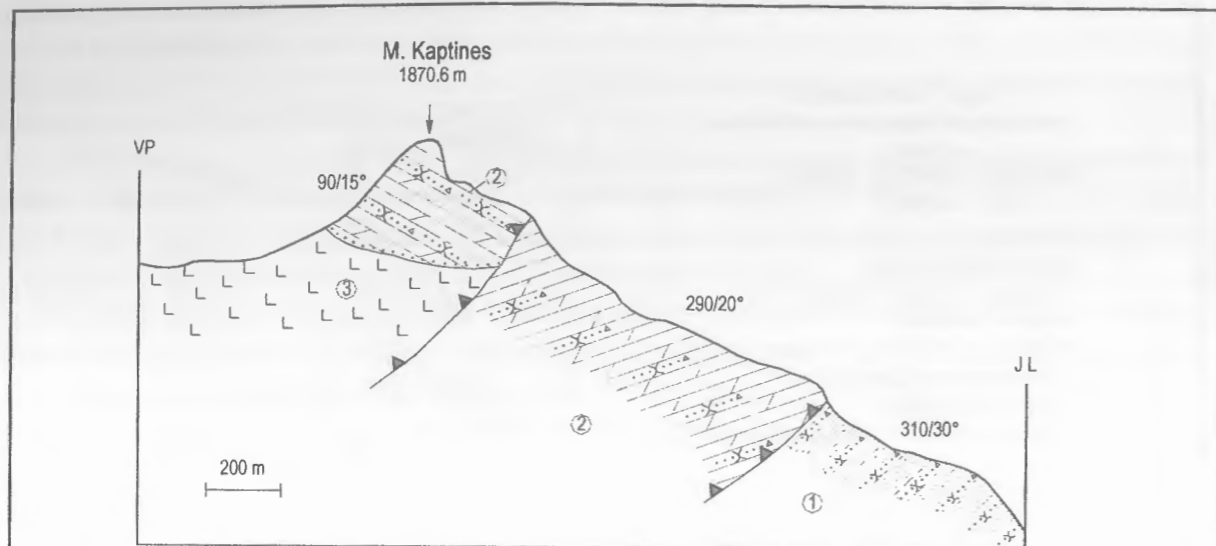 M. Kaptines
1870.6 m
VP
90/15°
②
③
290/20°
J L
②
310/30°
200 m
①